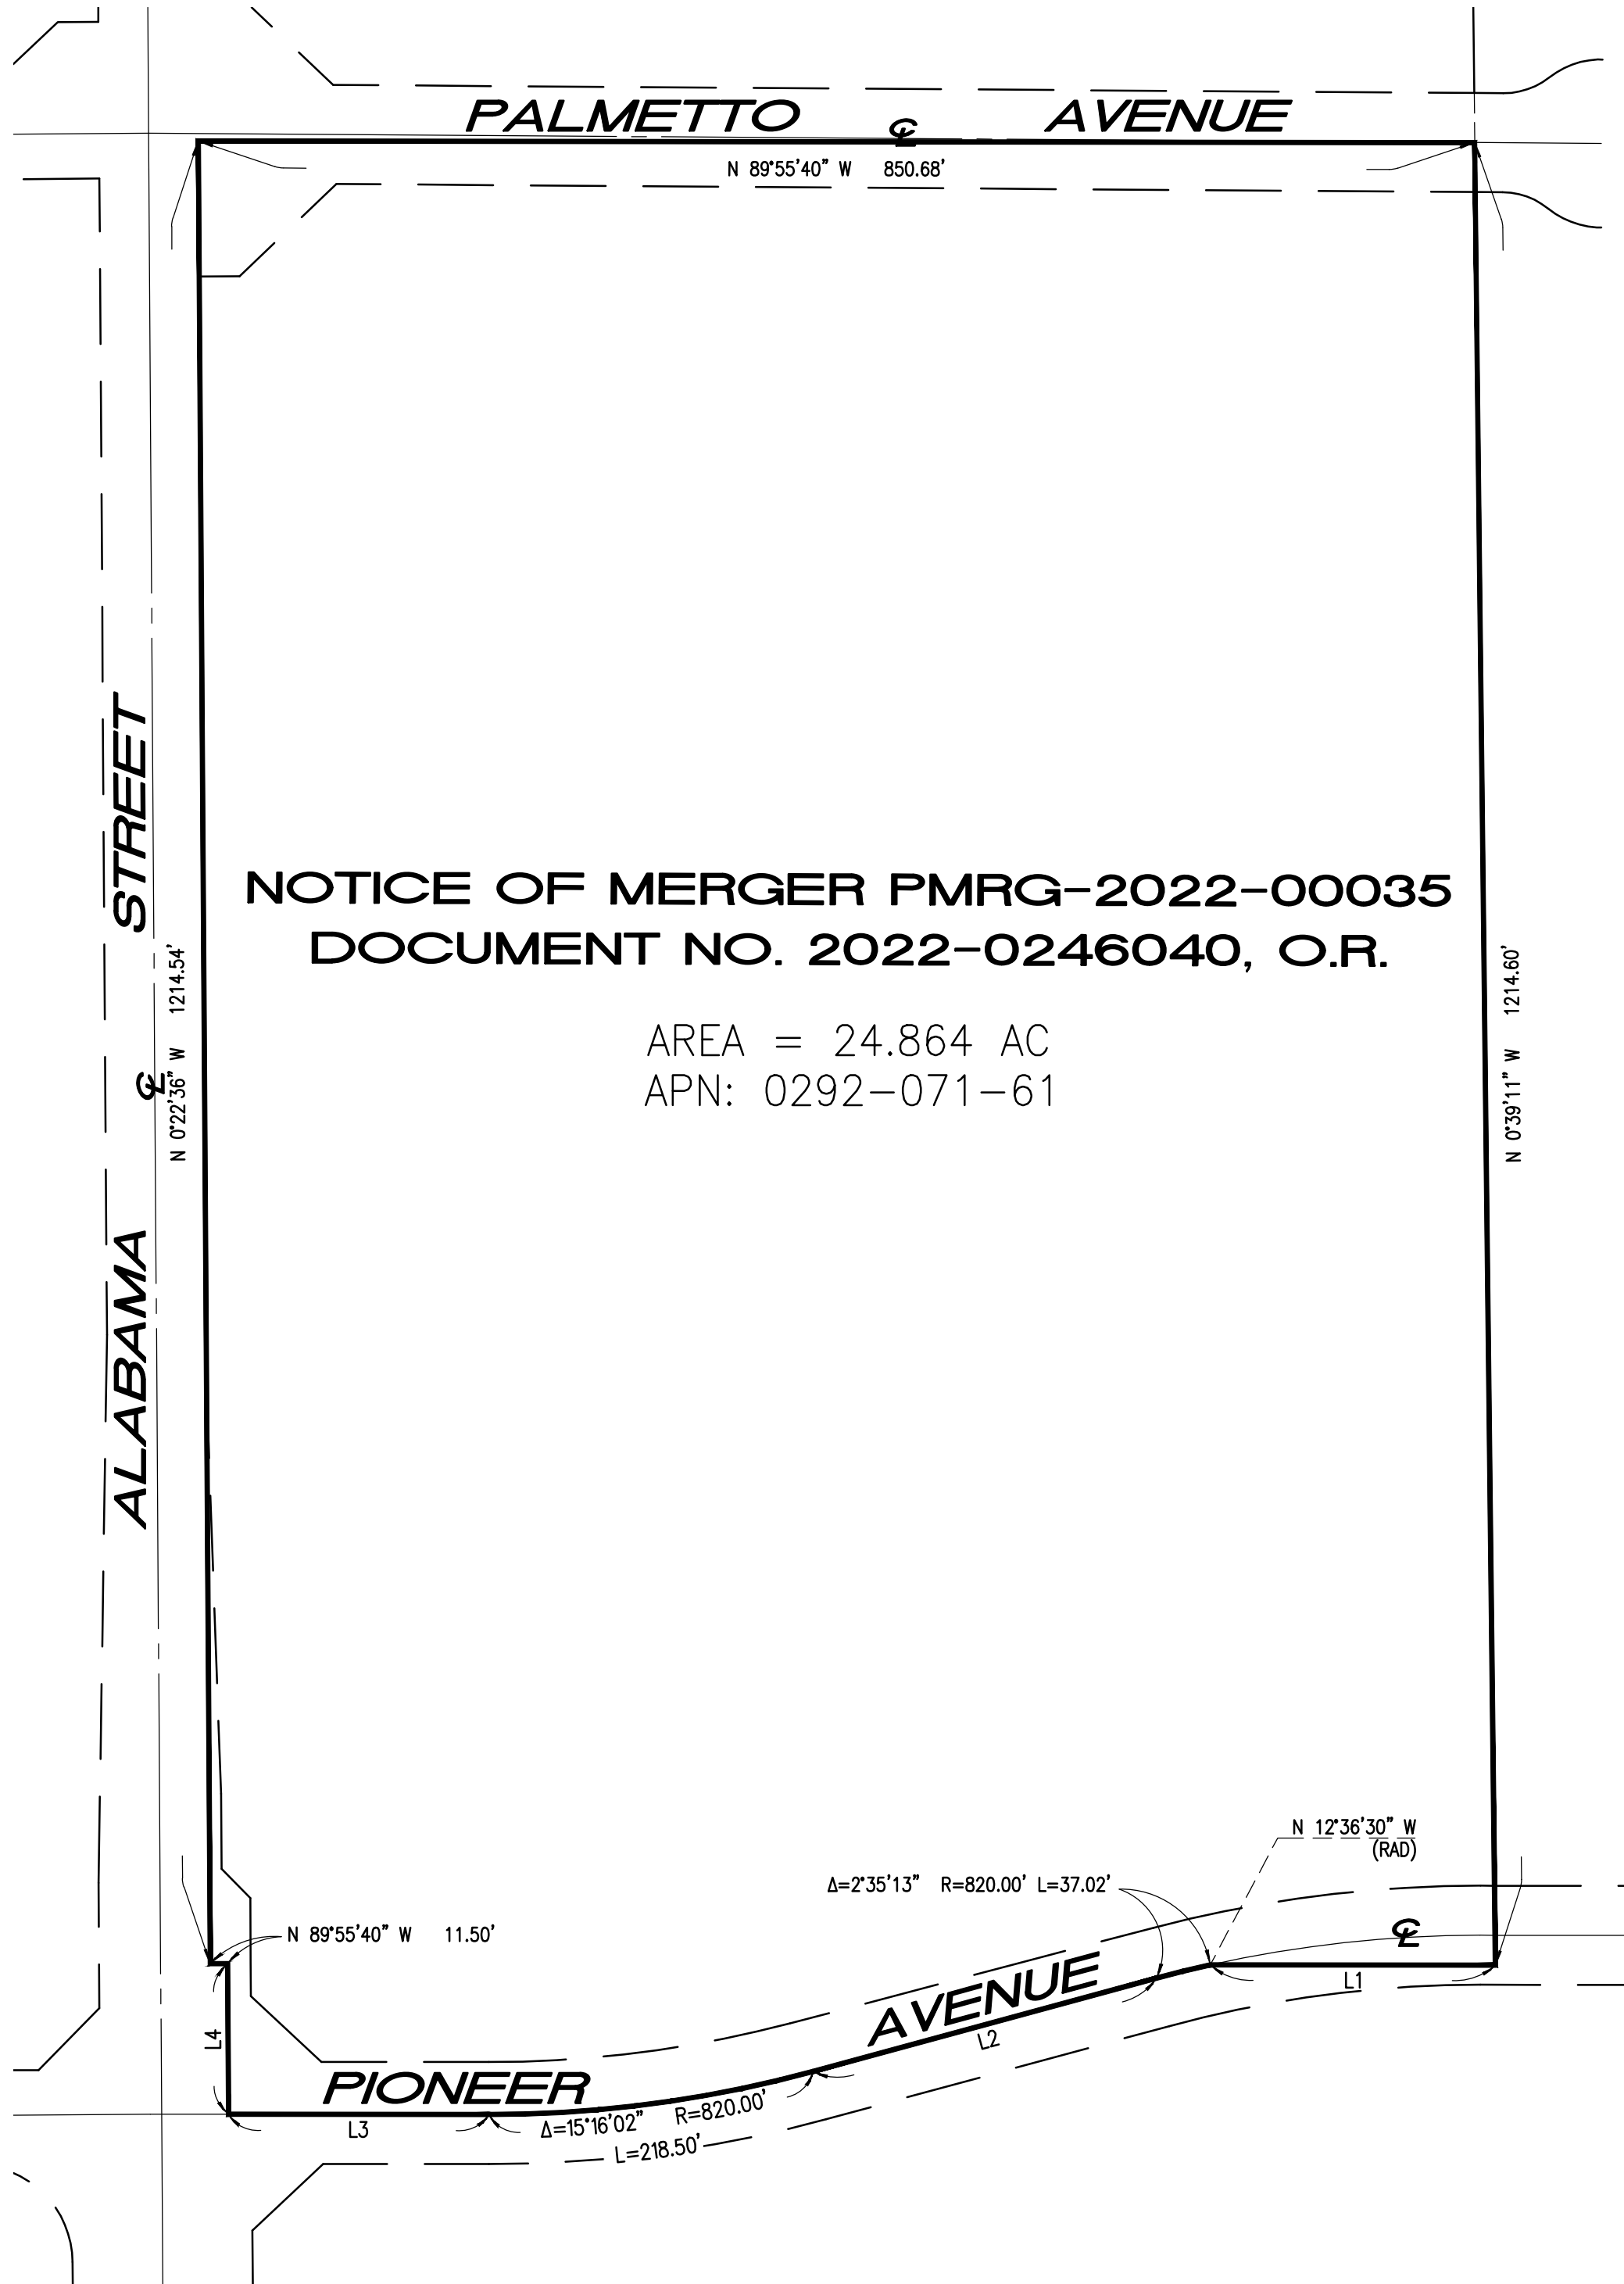 PALMETTO ℄ AVENUE
N 89°55'40" W 850.68'
ALABAMA ℄ STREET
N 0°22'36" W 1214.54'
NOTICE OF MERGER PMRG-2022-00035
DOCUMENT NO. 2022-0246040, O.R.
AREA = 24.864 AC
APN: 0292-071-61
N 0°39'11" W 1214.60'
N 12°36'30" W
(RAD)
Δ=2°35'13" R=820.00' L=37.02'
N 89°55'40" W 11.50'
℄
L1
L4
L2
PIONEER AVENUE
L3
Δ=15°16'02" R=820.00'
L=218.50'